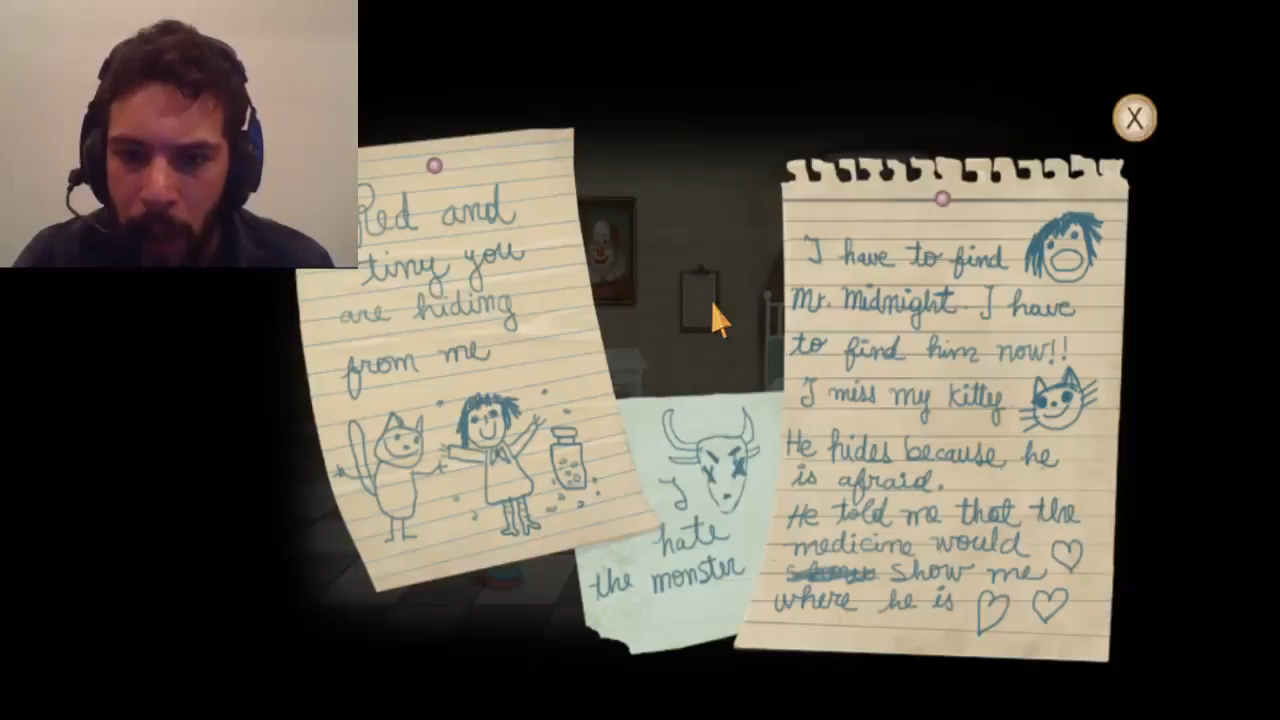 Red and
tiny you
are hiding
from me
I
hate
the monster
I have to find
Mr. Midnight. I have
to find him now!!
I miss my kitty
He hides because he
is afraid.
He told me that the
medicine would
show me
where he is
X